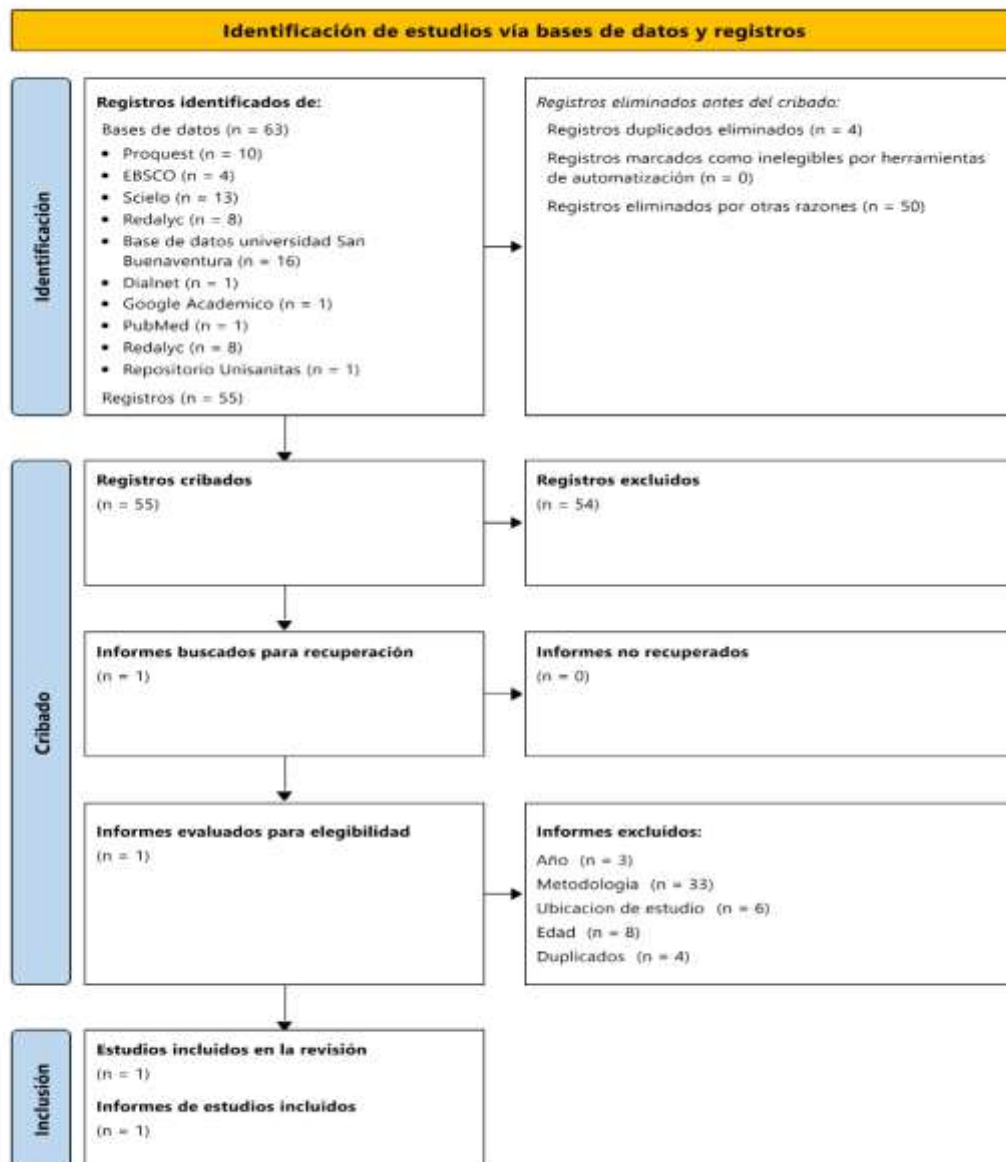 Identificación de estudios vía bases de datos y registros
Identificación
Registros identificados de:
Bases de datos (n = 63)
• Proquest (n = 10)
• EBSCO (n = 4)
• Scielo (n = 13)
• Redalyc (n = 8)
• Base de datos universidad San
Buenaventura (n = 16)
• Dialnet (n = 1)
• Google Academico (n = 1)
• PubMed (n = 1)
• Redalyc (n = 8)
• Repositorio Unisanitas (n = 1)
Registros (n = 55)
Registros eliminados antes del cribado:
Registros duplicados eliminados (n = 4)
Registros marcados como inelegibles por herramientas
de automatización (n = 0)
Registros eliminados por otras razones (n = 50)
Cribado
Registros cribados
(n = 55)
Registros excluidos
(n = 54)
Informes buscados para recuperación
(n = 1)
Informes no recuperados
(n = 0)
Informes evaluados para elegibilidad
(n = 1)
Informes excluidos:
Año (n = 3)
Metodologia (n = 33)
Ubicacion de estudio (n = 6)
Edad (n = 8)
Duplicados (n = 4)
Inclusión
Estudios incluidos en la revisión
(n = 1)
Informes de estudios incluidos
(n = 1)